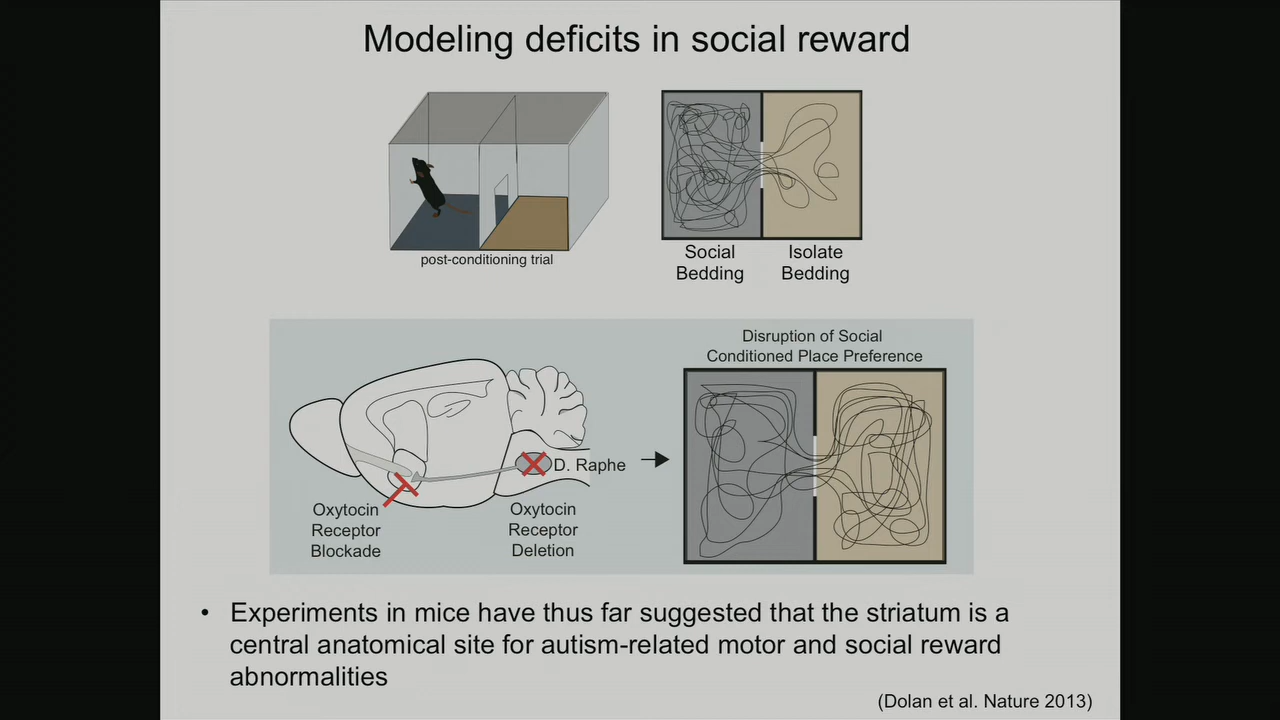 Modeling deficits in social reward
post-conditioning trial
Social
Bedding
Isolate
Bedding
Disruption of Social
Conditioned Place Preference
D. Raphe
Oxytocin
Receptor
Blockade
Oxytocin
Receptor
Deletion
• Experiments in mice have thus far suggested that the striatum is a
central anatomical site for autism-related motor and social reward
abnormalities
(Dolan et al. Nature 2013)